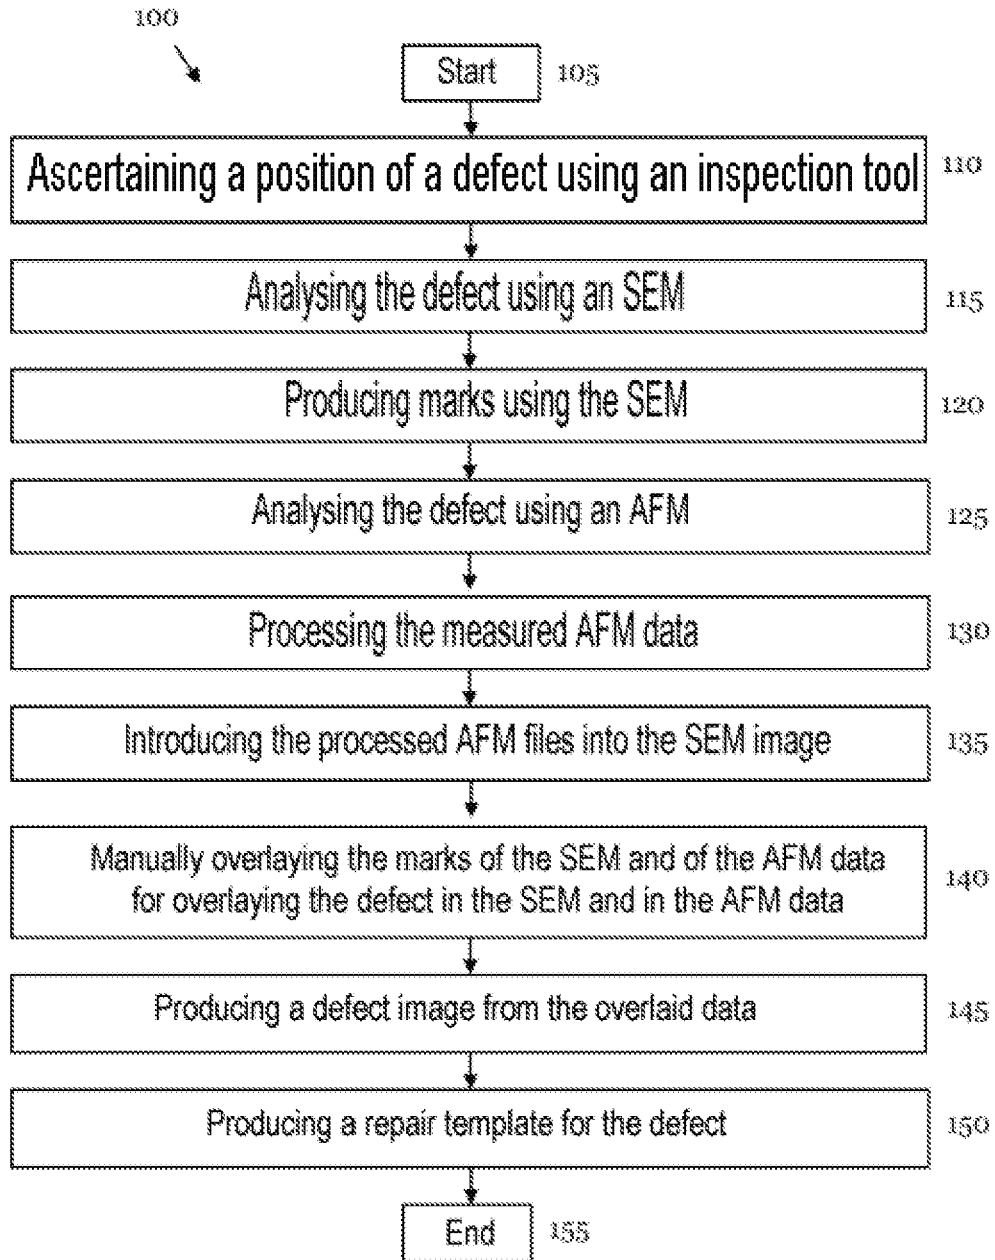 100
Start 105
Ascertaining a position of a defect using an inspection tool 110
Analysing the defect using an SEM 115
Producing marks using the SEM 120
Analysing the defect using an AFM 125
Processing the measured AFM data 130
Introducing the processed AFM files into the SEM image 135
Manually overlaying the marks of the SEM and of the AFM data
for overlaying the defect in the SEM and in the AFM data 140
Producing a defect image from the overlaid data 145
Producing a repair template for the defect 150
End 155